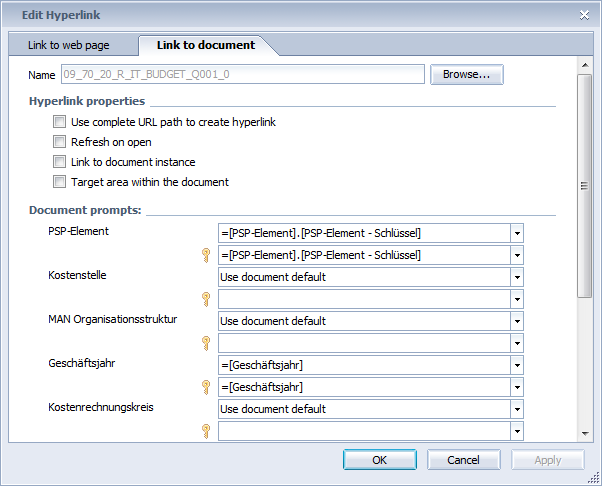 Edit Hyperlink
Link to web page Link to document
Name 09_70_20_R_IT_BUDGET_Q001_0 Browse...
Hyperlink properties
Use complete URL path to create hyperlink
Refresh on open
Link to document instance
Target area within the document
Document prompts:
PSP-Element =[PSP-Element].[PSP-Element - Schlüssel]
=[PSP-Element].[PSP-Element - Schlüssel]
Kostenstelle Use document default
MAN Organisationsstruktur Use document default
Geschäftsjahr =[Geschäftsjahr]
=[Geschäftsjahr]
Kostenrechnungskreis Use document default
OK Cancel Apply